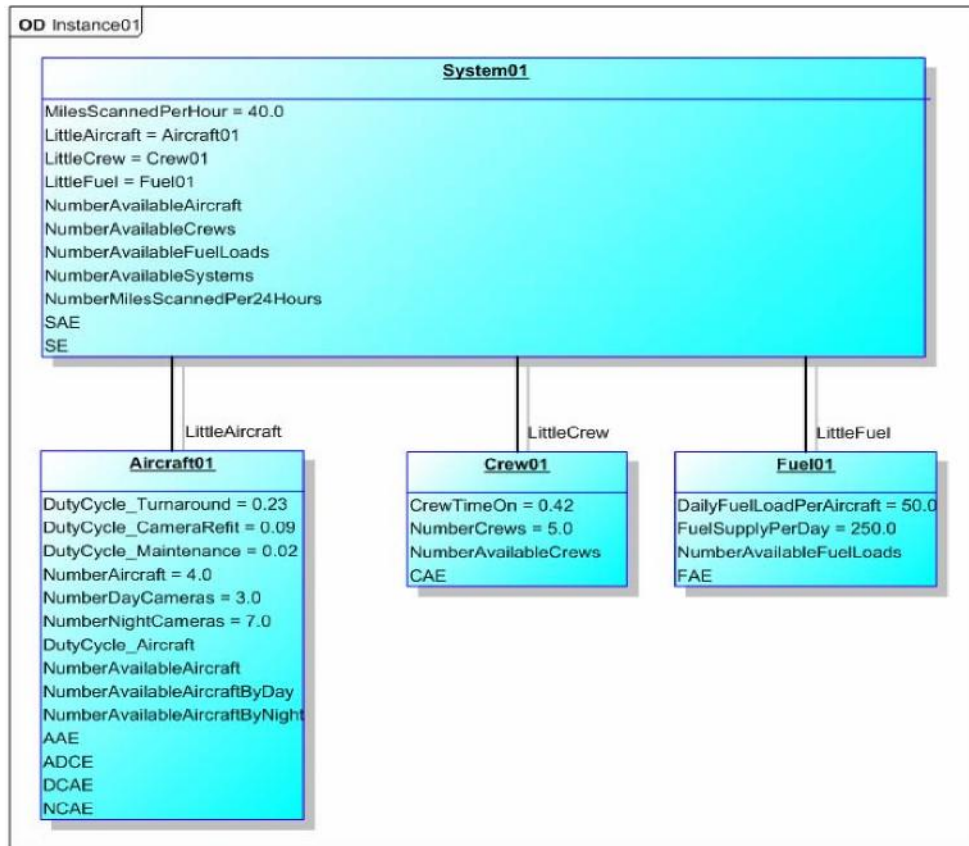 OD Instance01
System01
MilesScannedPerHour = 40.0
LittleAircraft = Aircraft01
LittleCrew = Crew01
LittleFuel = Fuel01
NumberAvailableAircraft
NumberAvailableCrews
NumberAvailableFuelLoads
NumberAvailableSystems
NumberMilesScannedPer24Hours
SAE
SE
LittleAircraft
LittleCrew
LittleFuel
Aircraft01
DutyCycle_Turnaround = 0.23
DutyCycle_CameraRefit = 0.09
DutyCycle_Maintenance = 0.02
NumberAircraft = 4.0
NumberDayCameras = 3.0
NumberNightCameras = 7.0
DutyCycle_Aircraft
NumberAvailableAircraft
NumberAvailableAircraftByDay
NumberAvailableAircraftByNight
AAE
ADCE
DCAE
NCAE
Crew01
CrewTimeOn = 0.42
NumberCrews = 5.0
NumberAvailableCrews
CAE
Fuel01
DailyFuelLoadPerAircraft = 50.0
FuelSupplyPerDay = 250.0
NumberAvailableFuelLoads
FAE